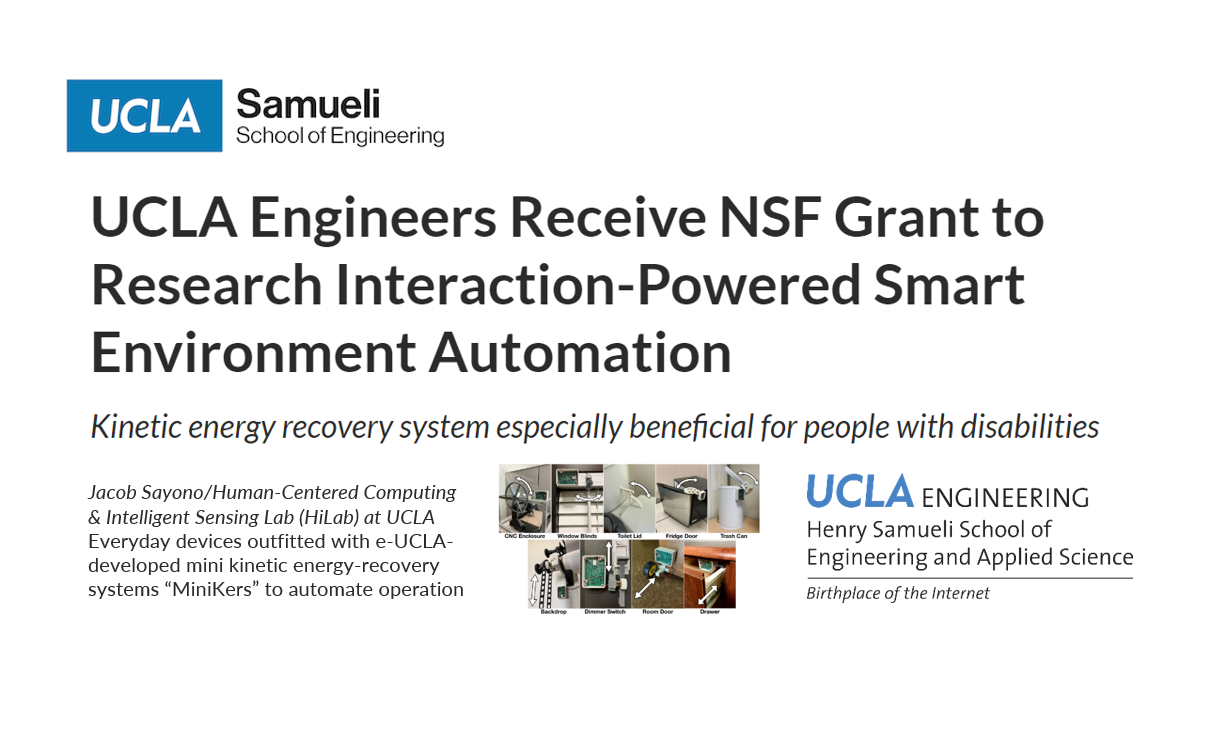 UCLA
Samueli
School of Engineering
UCLA Engineers Receive NSF Grant to
Research Interaction-Powered Smart
Environment Automation
Kinetic energy recovery system especially beneficial for people with disabilities
Jacob Sayono/Human-Centered Computing
& Intelligent Sensing Lab (HiLab) at UCLA
Everyday devices outfitted with e-UCLA-
developed mini kinetic energy-recovery
systems “MiniKers” to automate operation
CNC Enclosure Window Blinds Toilet Lid Fridge Door Trash Can
Backdrop Dimmer Switch Room Door Drawer
UCLA ENGINEERING
Henry Samueli School of
Engineering and Applied Science
Birthplace of the Internet